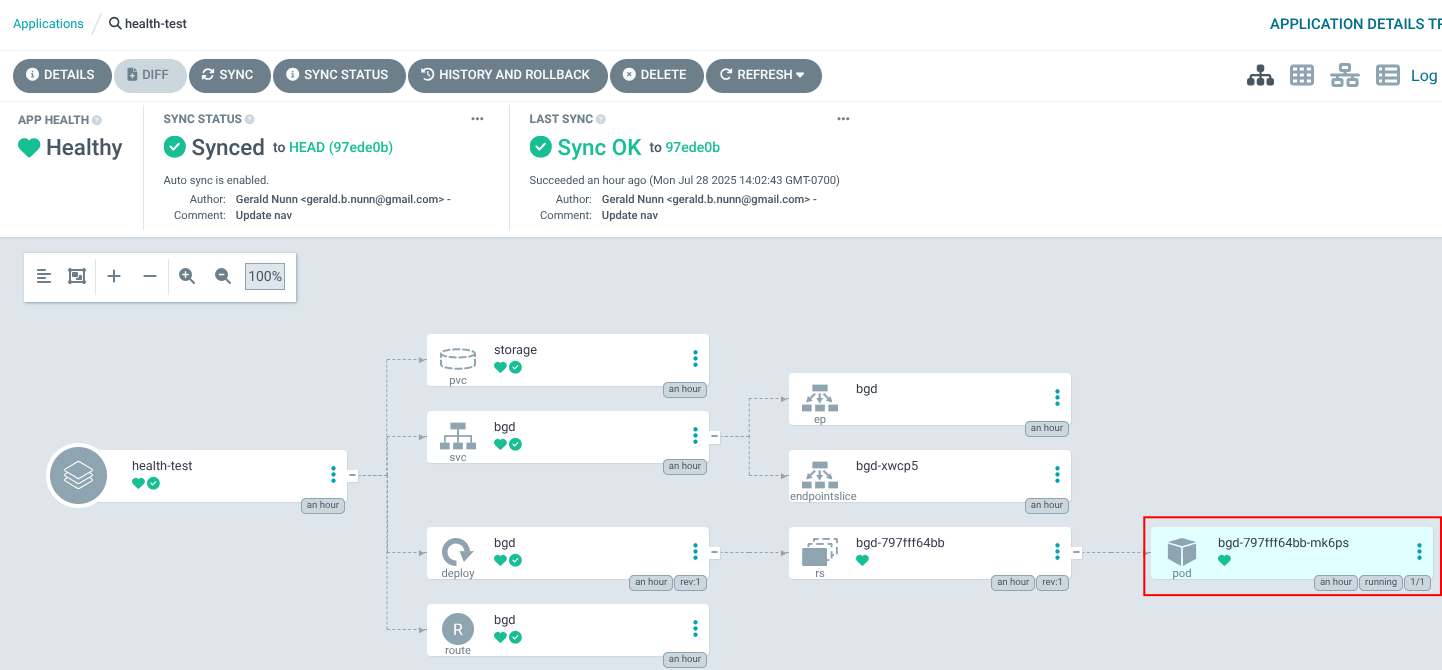 Applications / health-test
APPLICATION DETAILS TR
DETAILS DIFF SYNC SYNC STATUS HISTORY AND ROLLBACK DELETE REFRESH
Log
APP HEALTH
Healthy
SYNC STATUS
Synced to HEAD (97ede0b)
Auto sync is enabled.
Author: Gerald Nunn <gerald.b.nunn@gmail.com> -
Comment: Update nav
LAST SYNC
Sync OK to 97ede0b
Succeeded an hour ago (Mon Jul 28 2025 14:02:43 GMT-0700)
Author: Gerald Nunn <gerald.b.nunn@gmail.com> -
Comment: Update nav
100%
health-test
an hour
storage
pvc
an hour
bgd
svc
an hour
bgd
ep
an hour
bgd-xwcp5
endpointslice
an hour
bgd
deploy
an hour rev:1
bgd-797fff64bb
rs
an hour rev:1
bgd-797fff64bb-mk6ps
pod
an hour running 1/1
bgd
R
route
an hour